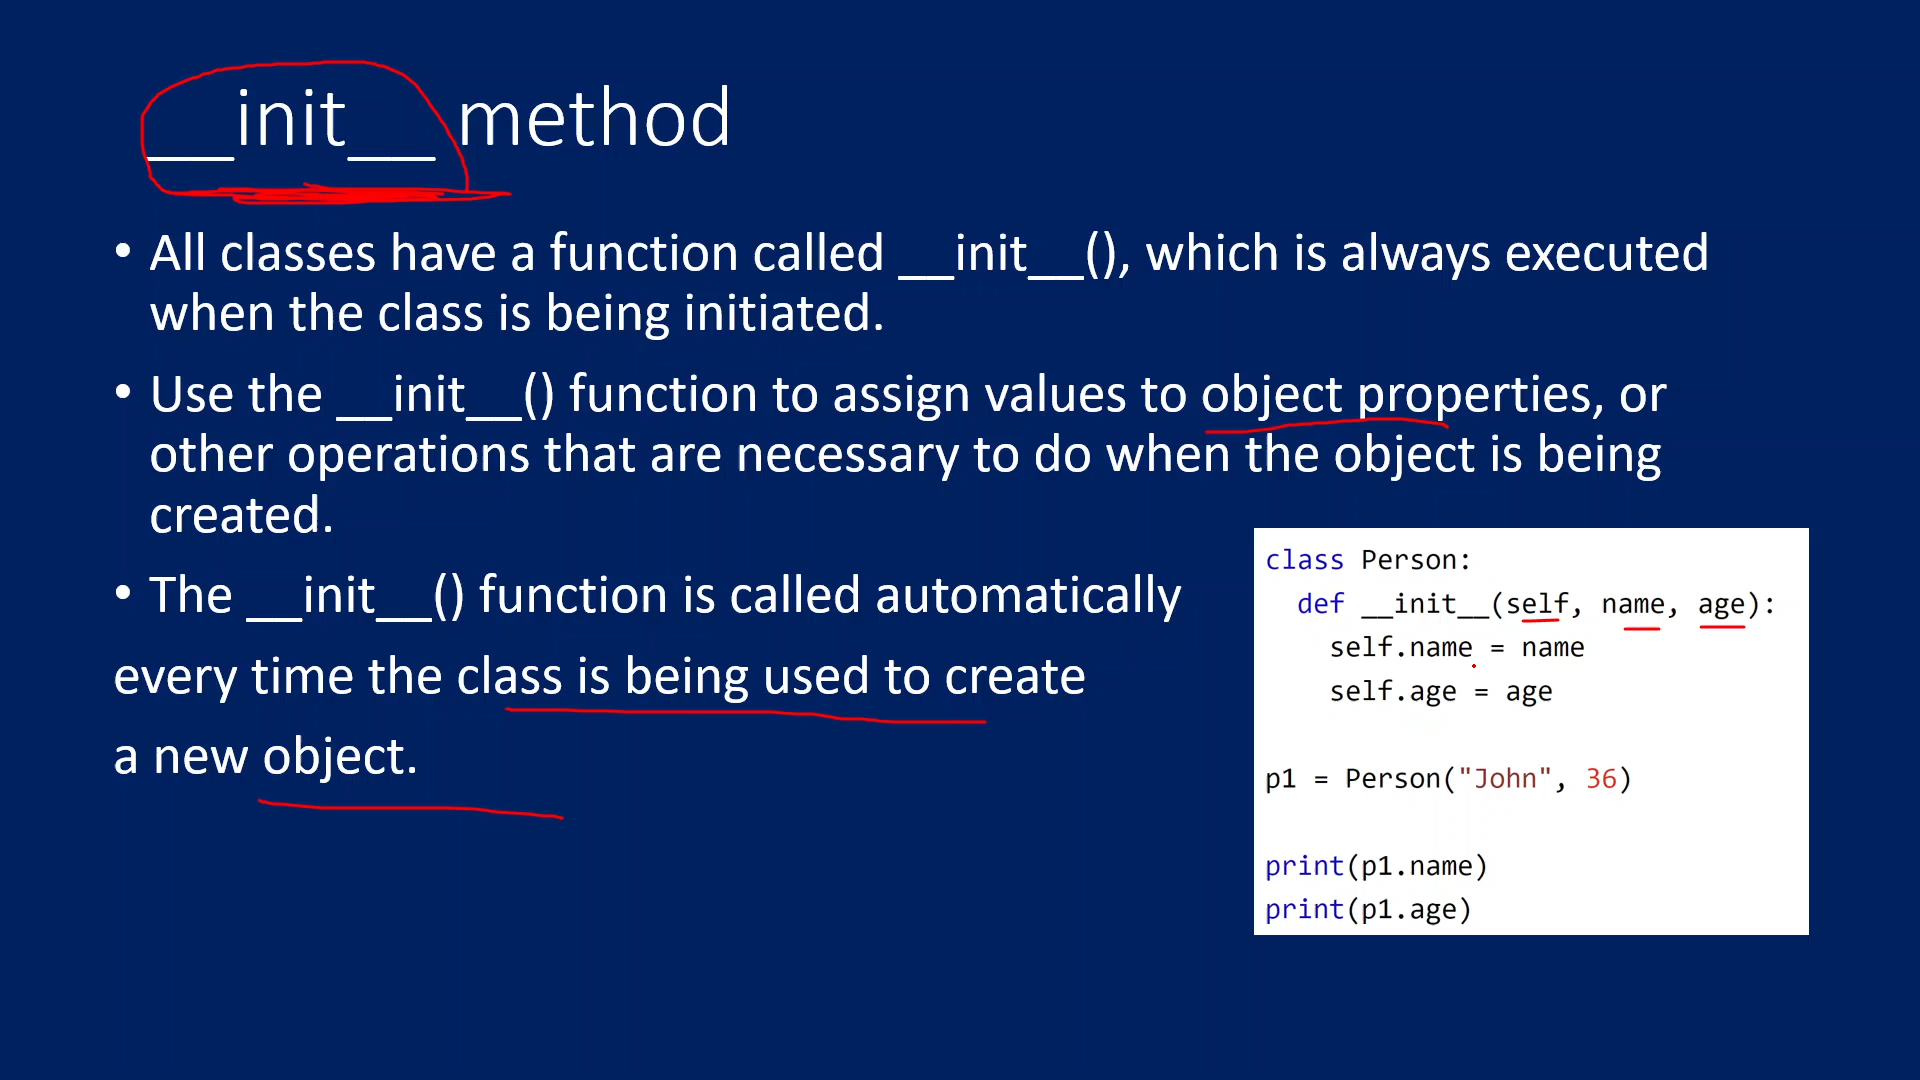 __init__ method
• All classes have a function called __init__(), which is always executed
when the class is being initiated.
• Use the __init__() function to assign values to object properties, or
other operations that are necessary to do when the object is being
created.
• The __init__() function is called automatically
every time the class is being used to create
a new object.
class Person:
  def __init__(self, name, age):
    self.name = name
    self.age = age

p1 = Person("John", 36)

print(p1.name)
print(p1.age)